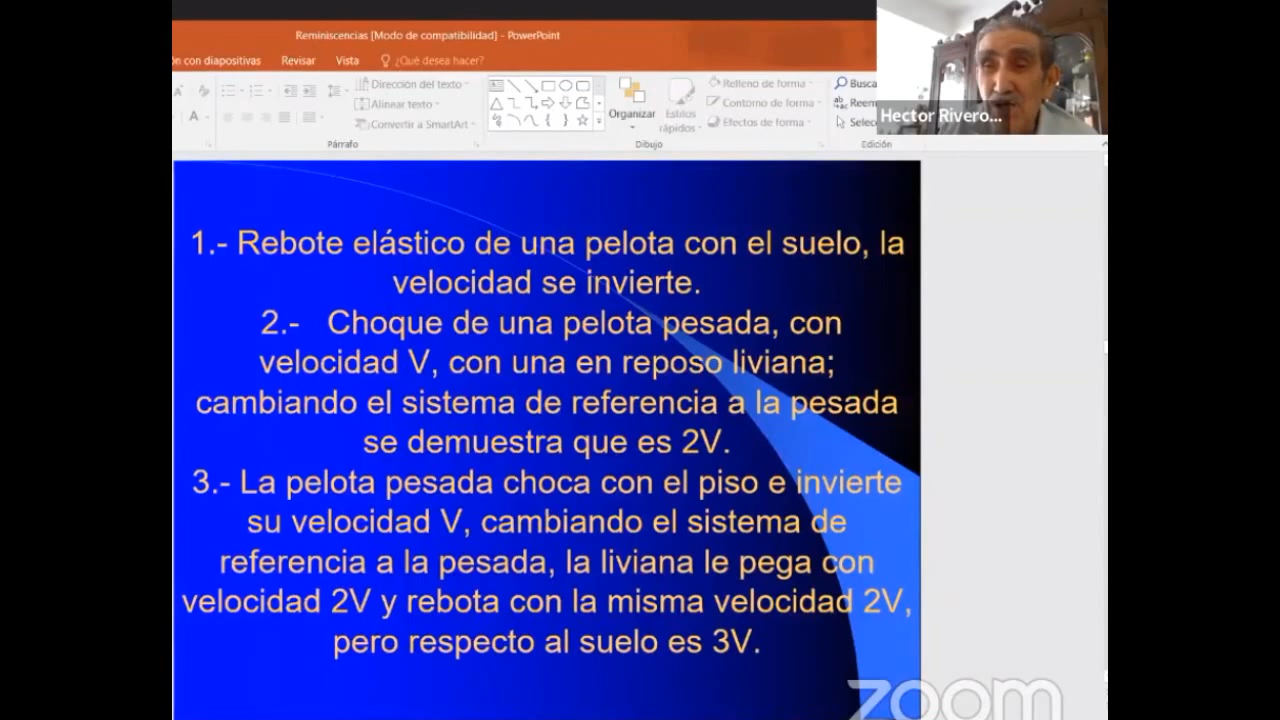 Reminiscencias [Modo de compatibilidad] - PowerPoint
ón con diapositivas Revisar Vista ¿Qué desea hacer?
Dirección del texto
Alinear texto
Convertir a SmartArt
Organizar
Estilos
rápidos
Relleno de forma
Contorno de forma
Efectos de forma
Busca
Reem
Selec
Párrafo Dibujo Edición
Hector Rivero...
1.- Rebote elástico de una pelota con el suelo, la
velocidad se invierte.
2.- Choque de una pelota pesada, con
velocidad V, con una en reposo liviana;
cambiando el sistema de referencia a la pesada
se demuestra que es 2V.
3.- La pelota pesada choca con el piso e invierte
su velocidad V, cambiando el sistema de
referencia a la pesada, la liviana le pega con
velocidad 2V y rebota con la misma velocidad 2V,
pero respecto al suelo es 3V.
zoom